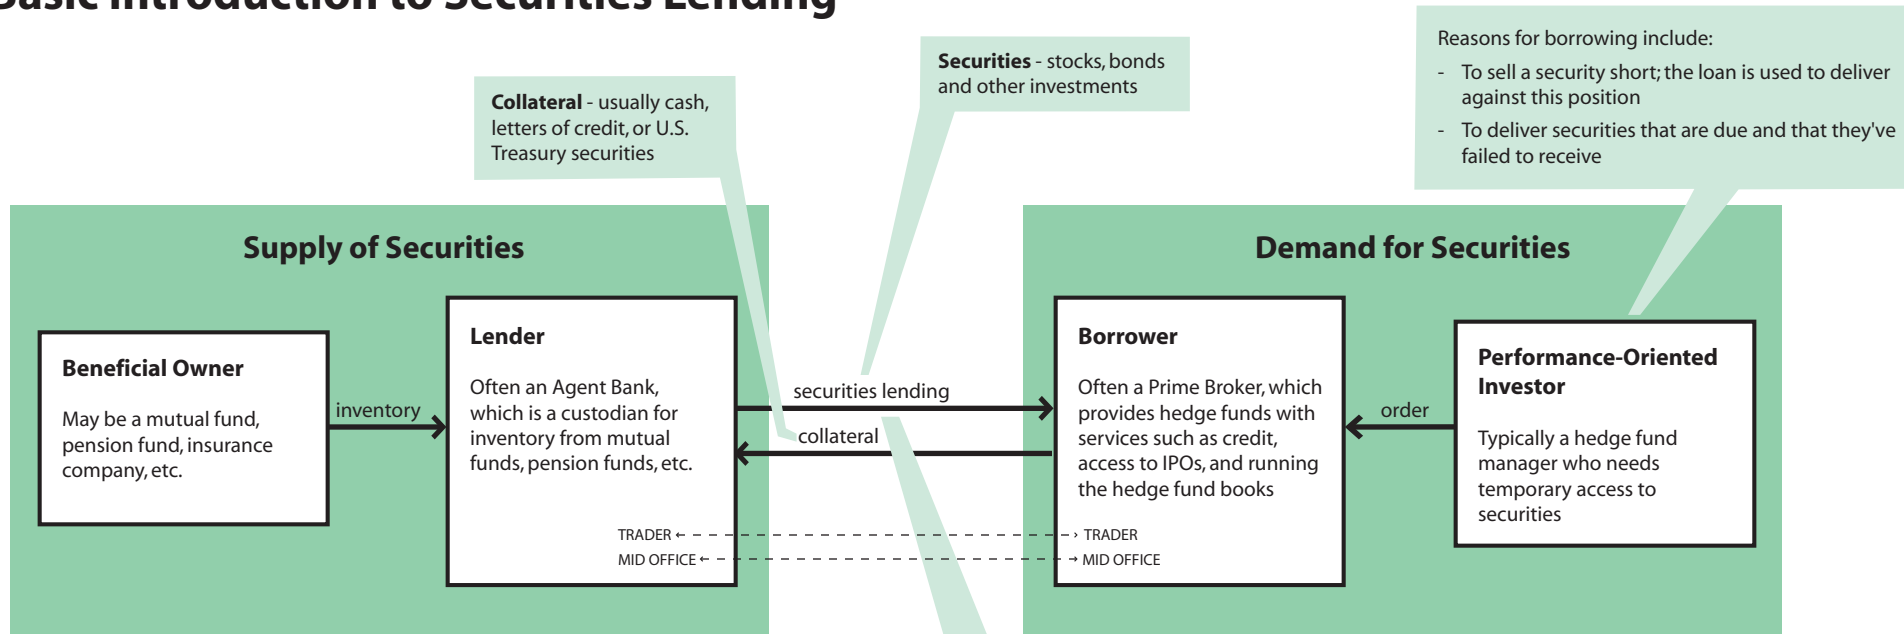 Basic Introduction to Securities Lending
Collateral - usually cash,
letters of credit, or U.S.
Treasury securities
Securities - stocks, bonds
and other investments
Reasons for borrowing include:
- To sell a security short; the loan is used to deliver
against this position
- To deliver securities that are due and that they've
failed to receive
Supply of Securities
Demand for Securities
Beneficial Owner
May be a mutual fund,
pension fund, insurance
company, etc.
inventory
Lender
Often an Agent Bank,
which is a custodian for
inventory from mutual
funds, pension funds, etc.
TRADER
MID OFFICE
securities lending
collateral
Borrower
Often a Prime Broker, which
provides hedge funds with
services such as credit,
access to IPOs, and running
the hedge fund books
TRADER
MID OFFICE
order
Performance-Oriented
Investor
Typically a hedge fund
manager who needs
temporary access to
securities